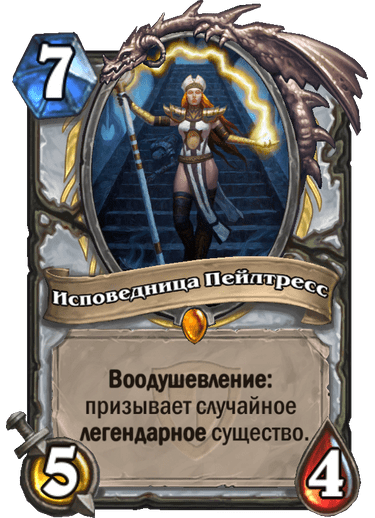 7
Исповедница Пейлтресс
Воодушевление:
призывает случайное
легендарное существо.
5
4